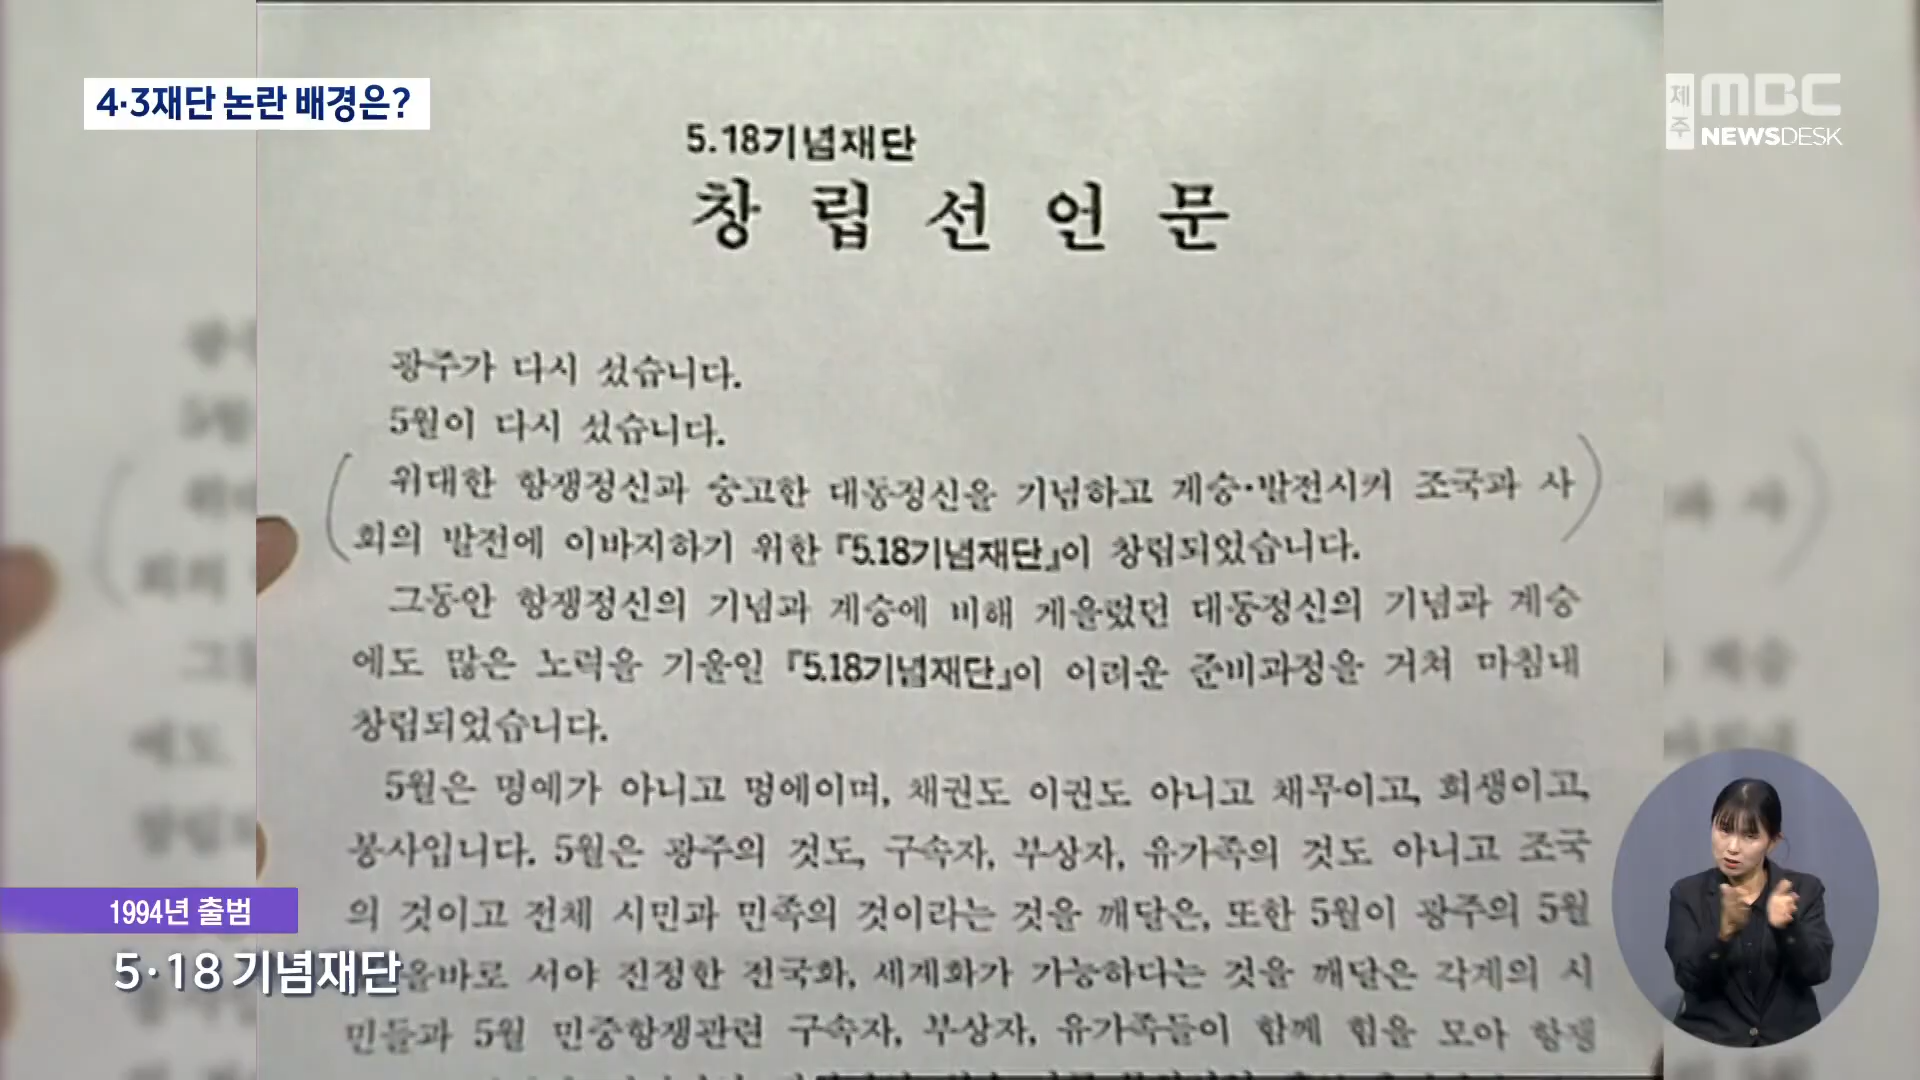 4·3재단 논란 배경은?
제주 MBC
NEWSDESK
5.18기념재단
창 립 선 언 문
광주가 다시 섰습니다.
5월이 다시 섰습니다.
위대한 항쟁정신과 숭고한 대동정신을 기념하고 계승·발전시켜 조국과 사
회의 발전에 이바지하기 위한 『5.18기념재단』이 창립되었습니다.
그동안 항쟁정신의 기념과 계승에 비해 게을렀던 대동정신의 기념과 계승
에도 많은 노력을 기울일 『5.18기념재단』이 어려운 준비과정을 거쳐 마침내
창립되었습니다.
5월은 명예가 아니고 멍에이며, 채권도 이권도 아니고 채무이고, 희생이고,
봉사입니다. 5월은 광주의 것도, 구속자, 부상자, 유가족의 것도 아니고 조국
의 것이고 전체 시민과 민족의 것이라는 것을 깨달은, 또한 5월이 광주의 5월
올바로 서야 진정한 전국화, 세계화가 가능하다는 것을 깨달은 각계의 시
민들과 5월 민중항쟁관련 구속자, 부상자, 유가족들이 함께 힘을 모아 항쟁
1994년 출범
5·18 기념재단